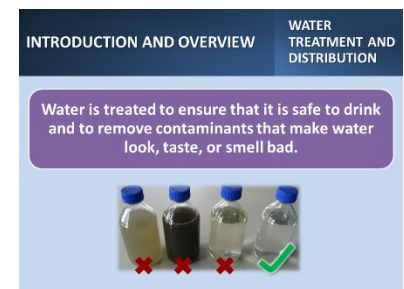 INTRODUCTION AND OVERVIEW
WATER
TREATMENT AND
DISTRIBUTION
Water is treated to ensure that it is safe to drink
and to remove contaminants that make water
look, taste, or smell bad.